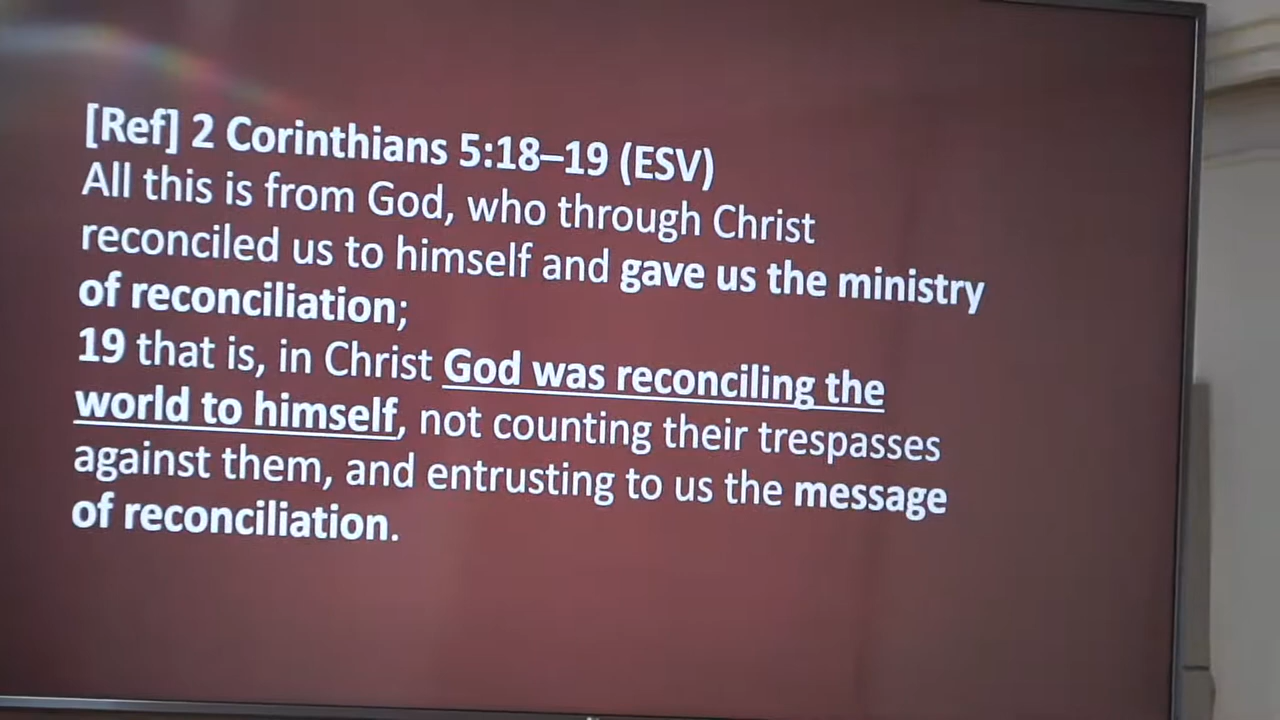 [Ref] 2 Corinthians 5:18–19 (ESV)
All this is from God, who through Christ
reconciled us to himself and gave us the ministry
of reconciliation;
19 that is, in Christ God was reconciling the
world to himself, not counting their trespasses
against them, and entrusting to us the message
of reconciliation.